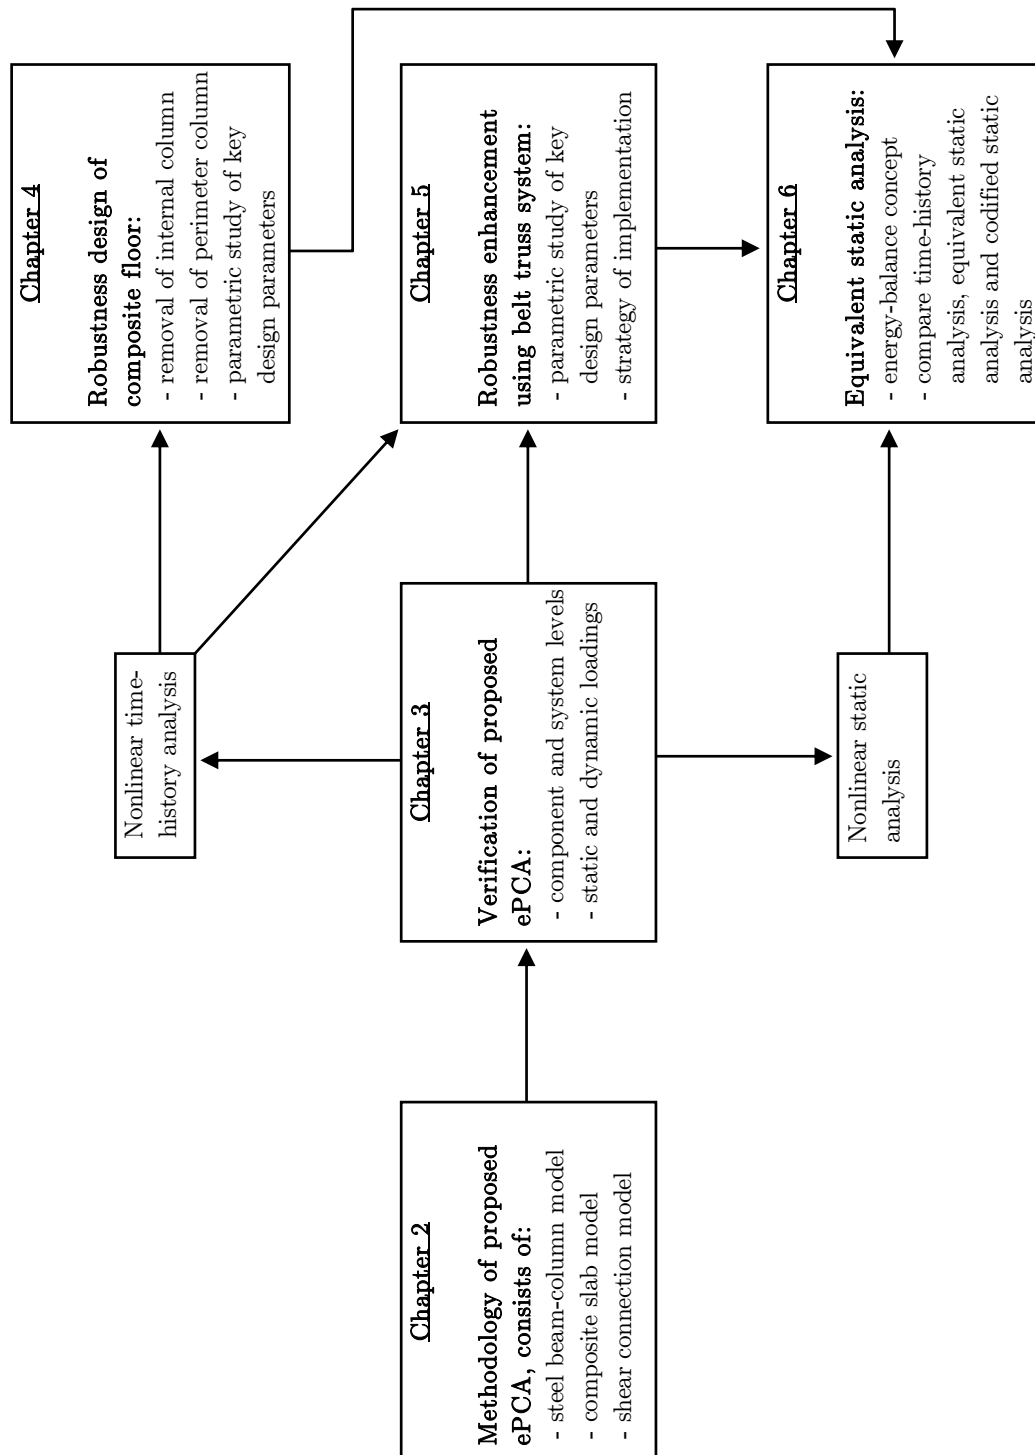 Chapter 2
Methodology of proposed
ePCA, consists of:
- steel beam-column model
- composite slab model
- shear connection model
Chapter 3
Verification of proposed
ePCA:
- component and system levels
- static and dynamic loadings
Nonlinear time-
history analysis
Nonlinear static
analysis
Chapter 4
Robustness design of
composite floor:
- removal of internal column
- removal of perimeter column
- parametric study of key
design parameters
Chapter 5
Robustness enhancement
using belt truss system:
- parametric study of key
design parameters
- strategy of implementation
Chapter 6
Equivalent static analysis:
- energy-balance concept
- compare time-history
analysis, equivalent static
analysis and codified static
analysis